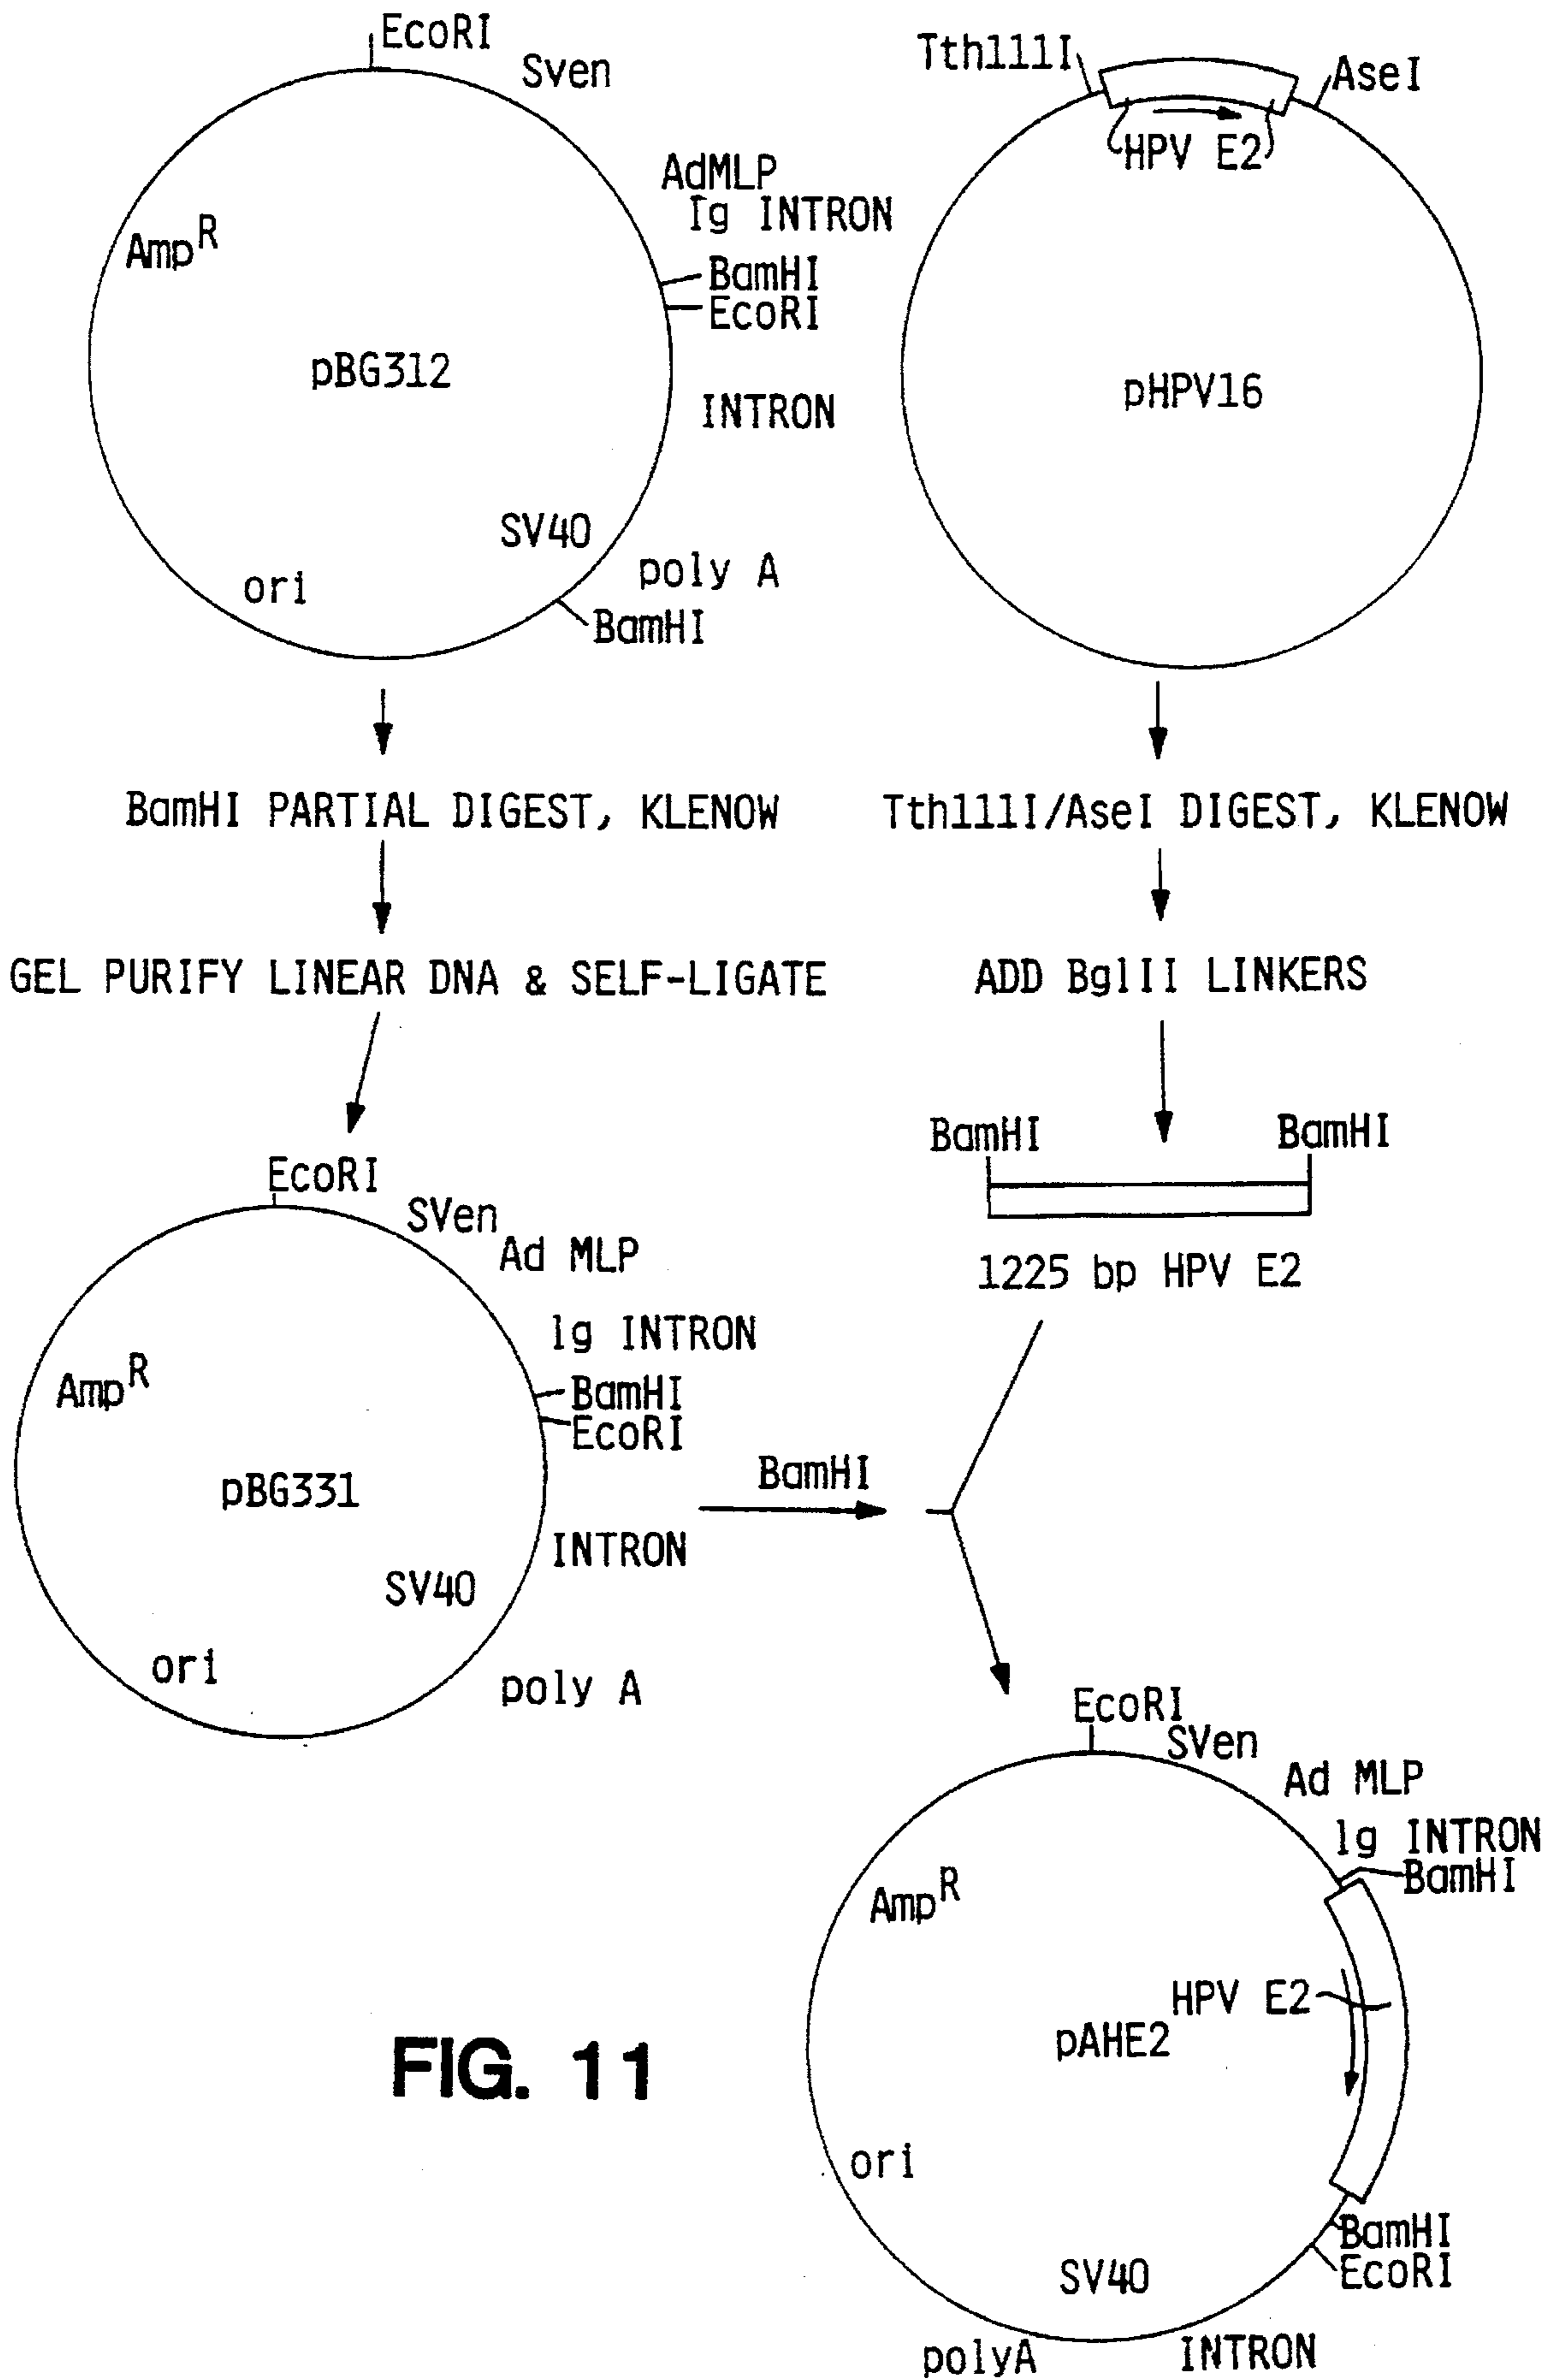 EcoRI
Sven
AdMLP
Ig INTRON
BamHI
EcoRI
Amp^R
pBG312
INTRON
SV40
poly A
ori
BamHI
Tth111I
AseI
HPV E2
pHPV16
BamHI PARTIAL DIGEST, KLENOW
Tth111I/AseI DIGEST, KLENOW
GEL PURIFY LINEAR DNA & SELF-LIGATE
ADD BglII LINKERS
BamHI
BamHI
1225 bp HPV E2
EcoRI
SVen
Ad MLP
lg INTRON
BamHI
EcoRI
Amp^R
pBG331
INTRON
SV40
ori
poly A
BamHI
EcoRI
SVen
Ad MLP
lg INTRON
BamHI
Amp^R
HPV E2
pAHE2
ori
BamHI
EcoRI
SV40
polyA
INTRON
FIG. 11